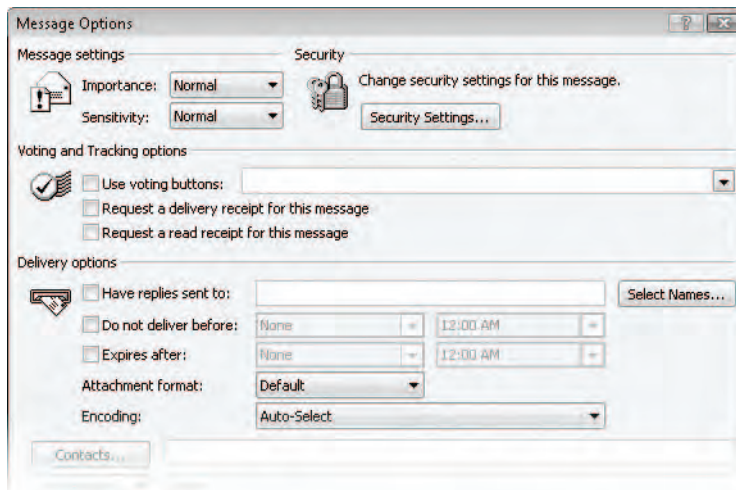 Message Options
Message settings
Security
Importance: Normal
Change security settings for this message.
Sensitivity: Normal
Security Settings...
Voting and Tracking options
Use voting buttons:
Request a delivery receipt for this message
Request a read receipt for this message
Delivery options
Have replies sent to:
Select Names...
Do not deliver before: None 12:00 AM
Expires after: None 12:00 AM
Attachment format: Default
Encoding: Auto-Select
Contacts...